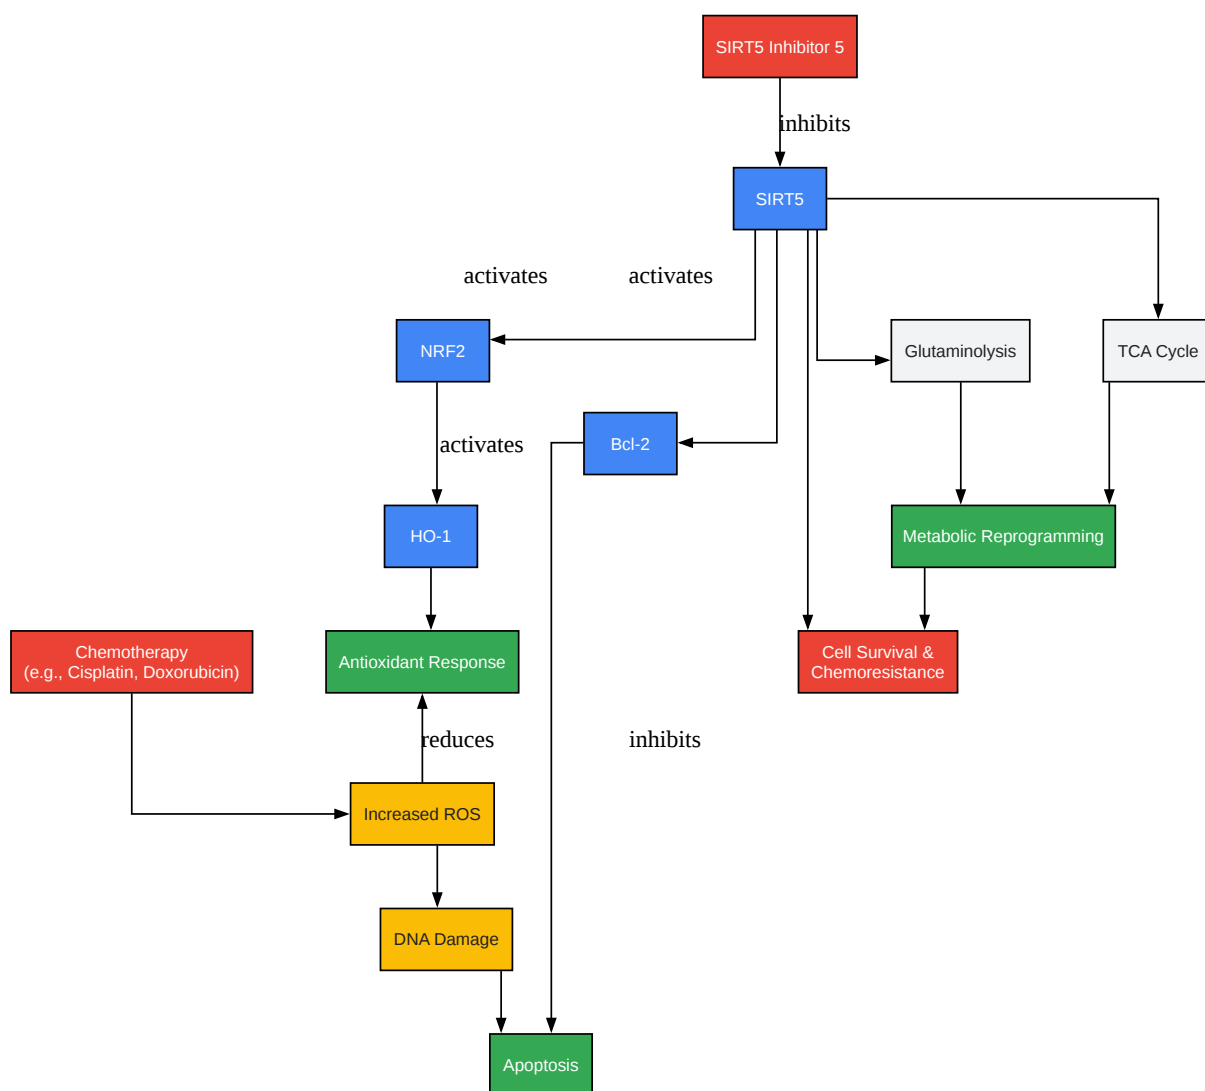 SIRT5 Inhibitor 5
inhibits
SIRT5
activates
activates
NRF2
Glutaminolysis
TCA Cycle
activates
Bcl-2
HO-1
Metabolic Reprogramming
Chemotherapy
(e.g., Cisplatin, Doxorubicin)
Antioxidant Response
Cell Survival &
Chemoresistance
reduces
inhibits
Increased ROS
DNA Damage
Apoptosis